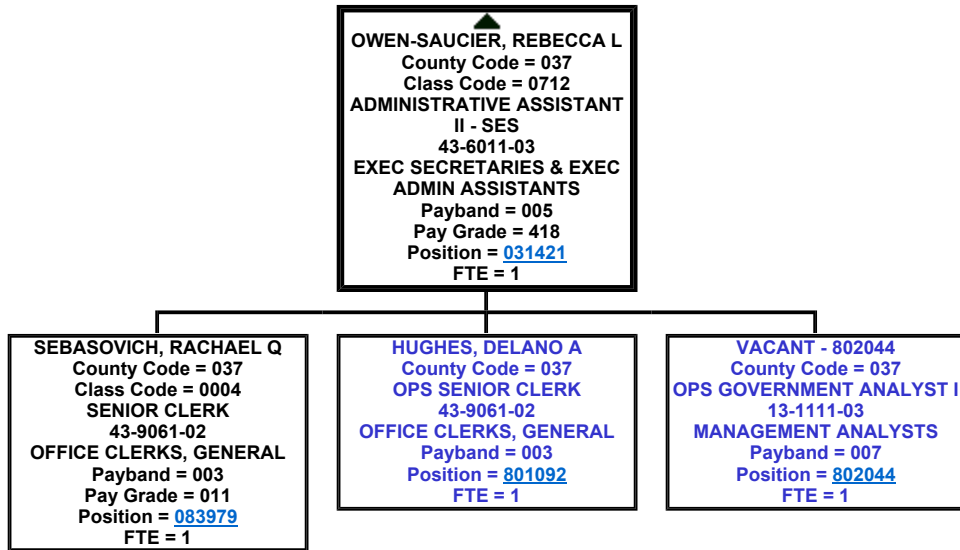 OWEN-SAUCIER, REBECCA L
County Code = 037
Class Code = 0712
ADMINISTRATIVE ASSISTANT
II - SES
43-6011-03
EXEC SECRETARIES & EXEC
ADMIN ASSISTANTS
Payband = 005
Pay Grade = 418
Position = 031421
FTE = 1
SEBASOVICH, RACHAEL Q
County Code = 037
Class Code = 0004
SENIOR CLERK
43-9061-02
OFFICE CLERKS, GENERAL
Payband = 003
Pay Grade = 011
Position = 083979
FTE = 1
HUGHES, DELANO A
County Code = 037
OPS SENIOR CLERK
43-9061-02
OFFICE CLERKS, GENERAL
Payband = 003
Position = 801092
FTE = 1
VACANT - 802044
County Code = 037
OPS GOVERNMENT ANALYST I
13-1111-03
MANAGEMENT ANALYSTS
Payband = 007
Position = 802044
FTE = 1